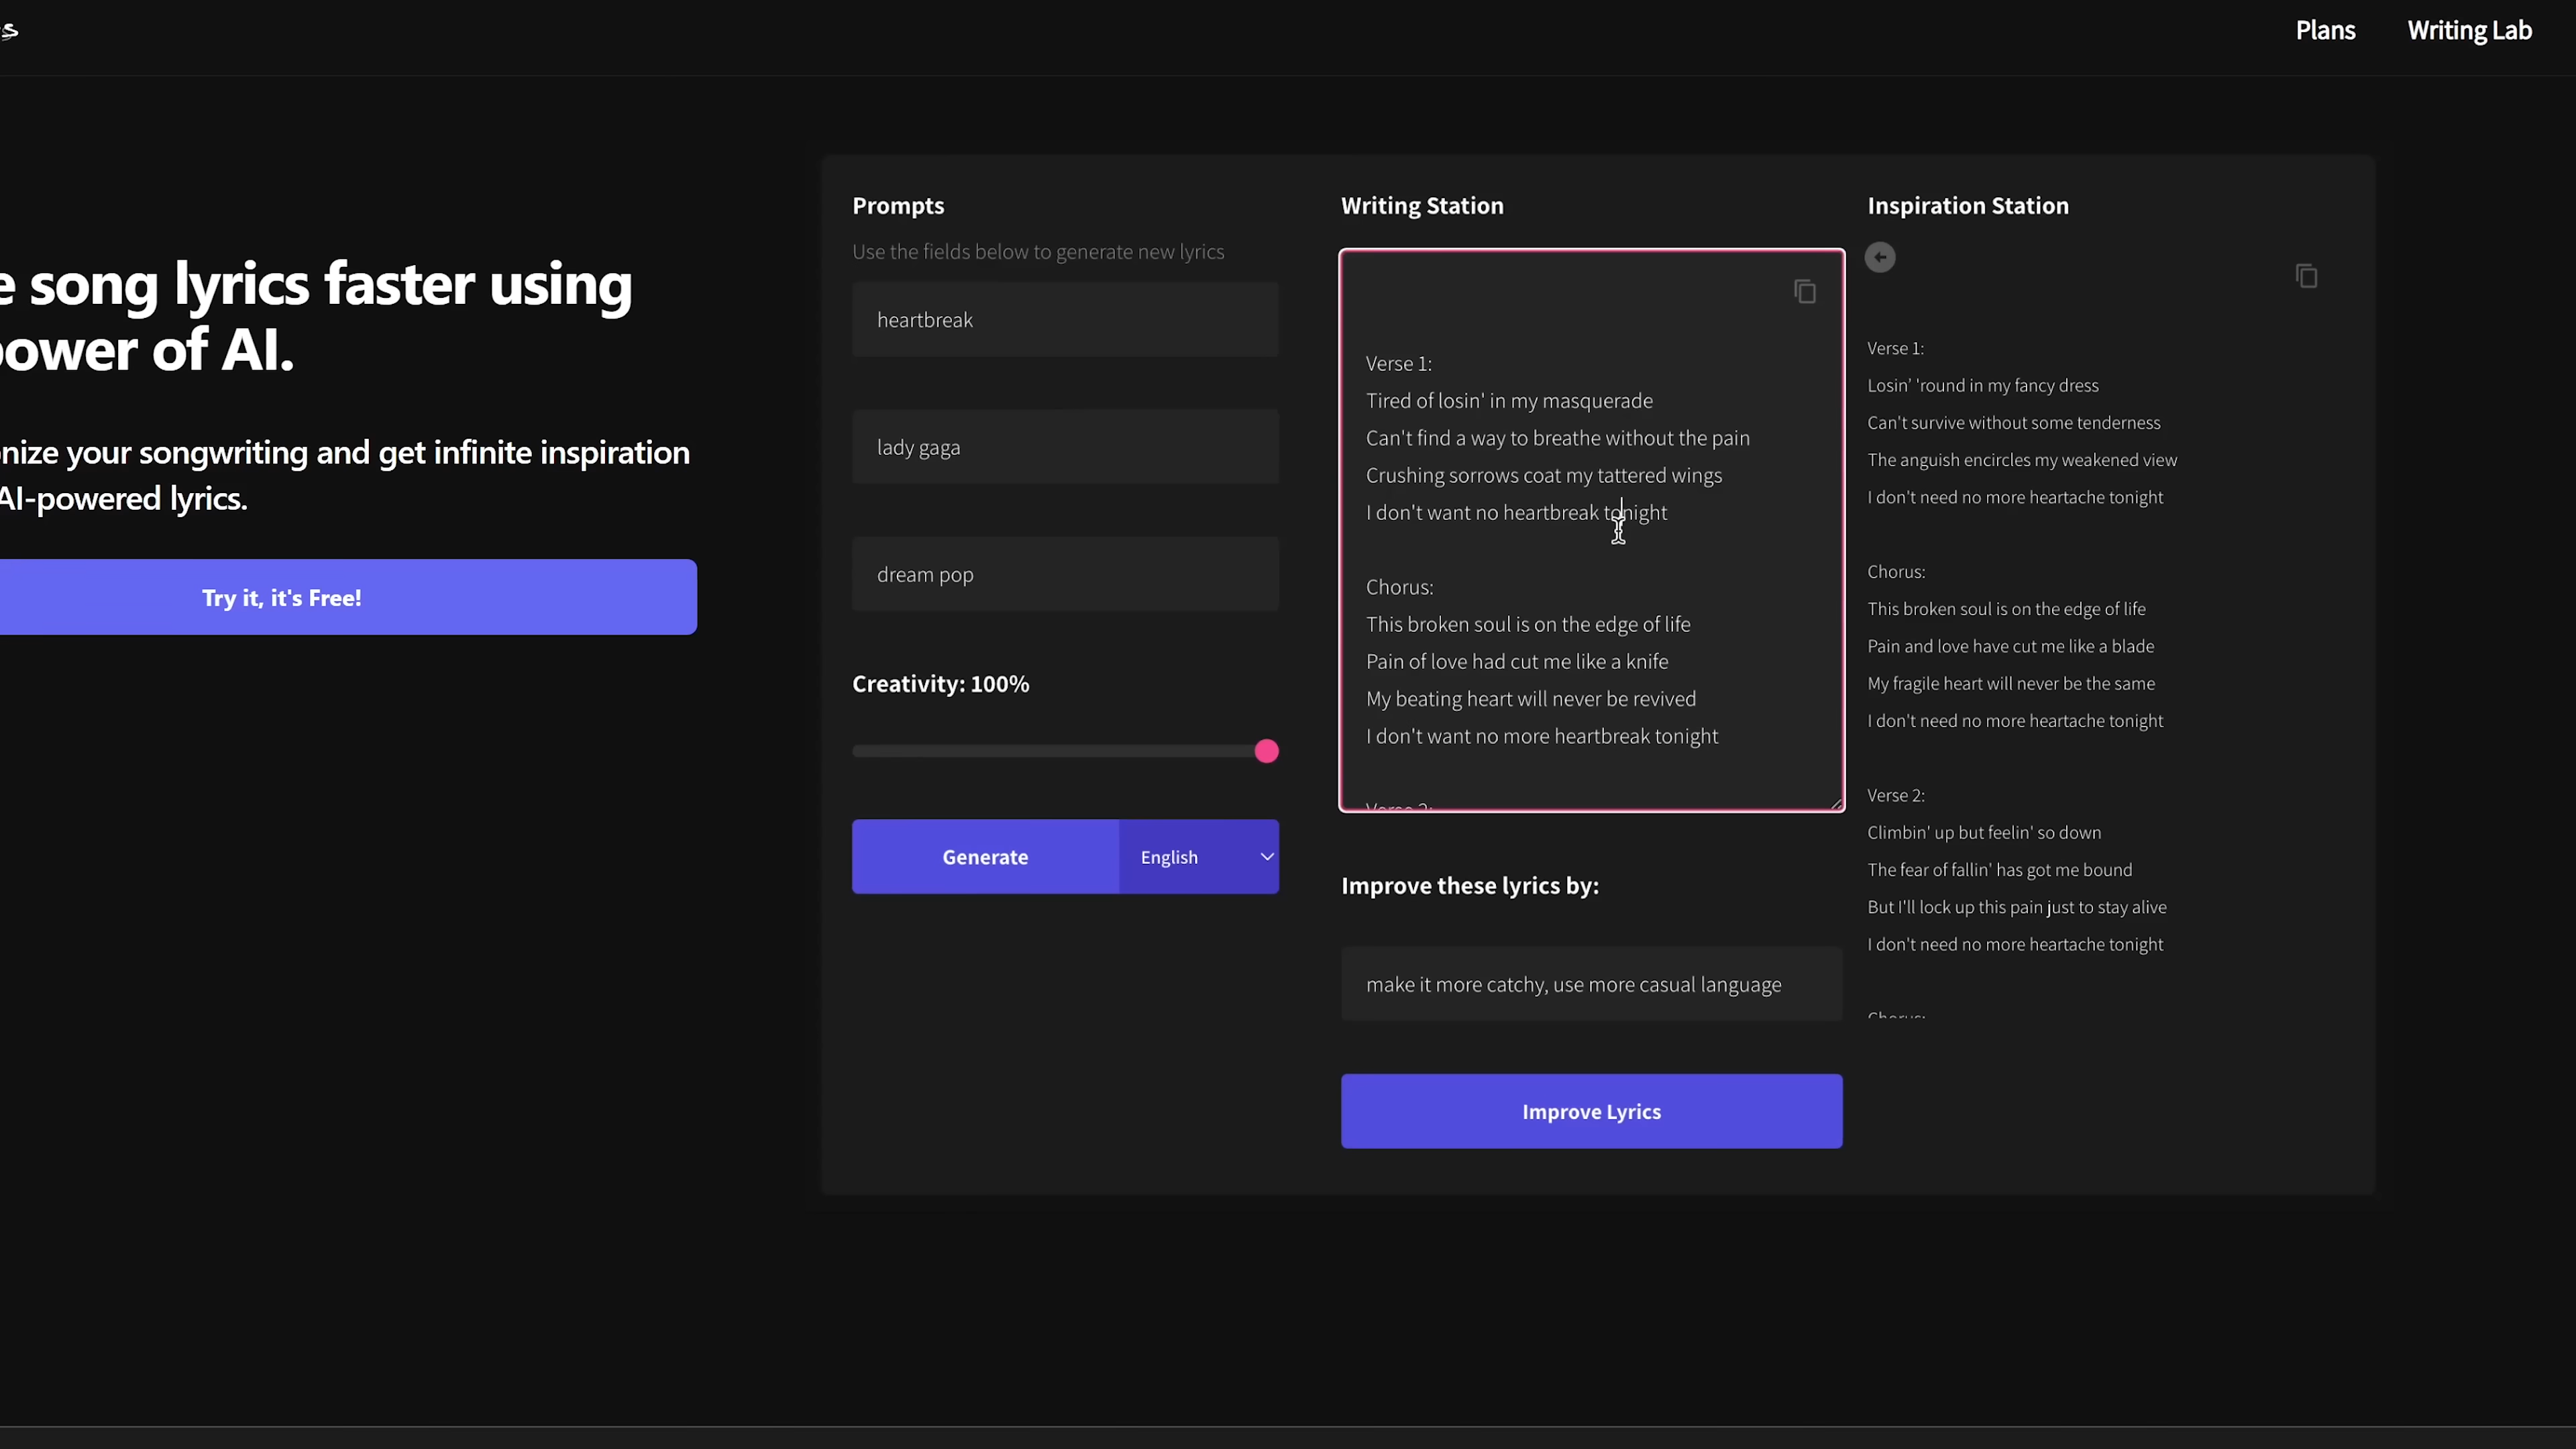 Plans
Writing Lab
song lyrics faster using
power of AI.
your songwriting and get infinite inspiration
AI-powered lyrics.
Try it, it's Free!
Prompts
Use the fields below to generate new lyrics
heartbreak
lady gaga
dream pop
Creativity: 100%
Generate
English
Writing Station
Verse 1:
Tired of losin' in my masquerade
Can't find a way to breathe without the pain
Crushing sorrows coat my tattered wings
I don't want no heartbreak tonight
Chorus:
This broken soul is on the edge of life
Pain of love had cut me like a knife
My beating heart will never be revived
I don't want no more heartbreak tonight
Verse 2:
Improve these lyrics by:
make it more catchy, use more casual language
Improve Lyrics
Inspiration Station
Verse 1:
Losin' 'round in my fancy dress
Can't survive without some tenderness
The anguish encircles my weakened view
I don't need no more heartache tonight
Chorus:
This broken soul is on the edge of life
Pain and love have cut me like a blade
My fragile heart will never be the same
I don't need no more heartache tonight
Verse 2:
Climbin' up but feelin' so down
The fear of fallin' has got me bound
But I'll lock up this pain just to stay alive
I don't need no more heartache tonight
Chorus: